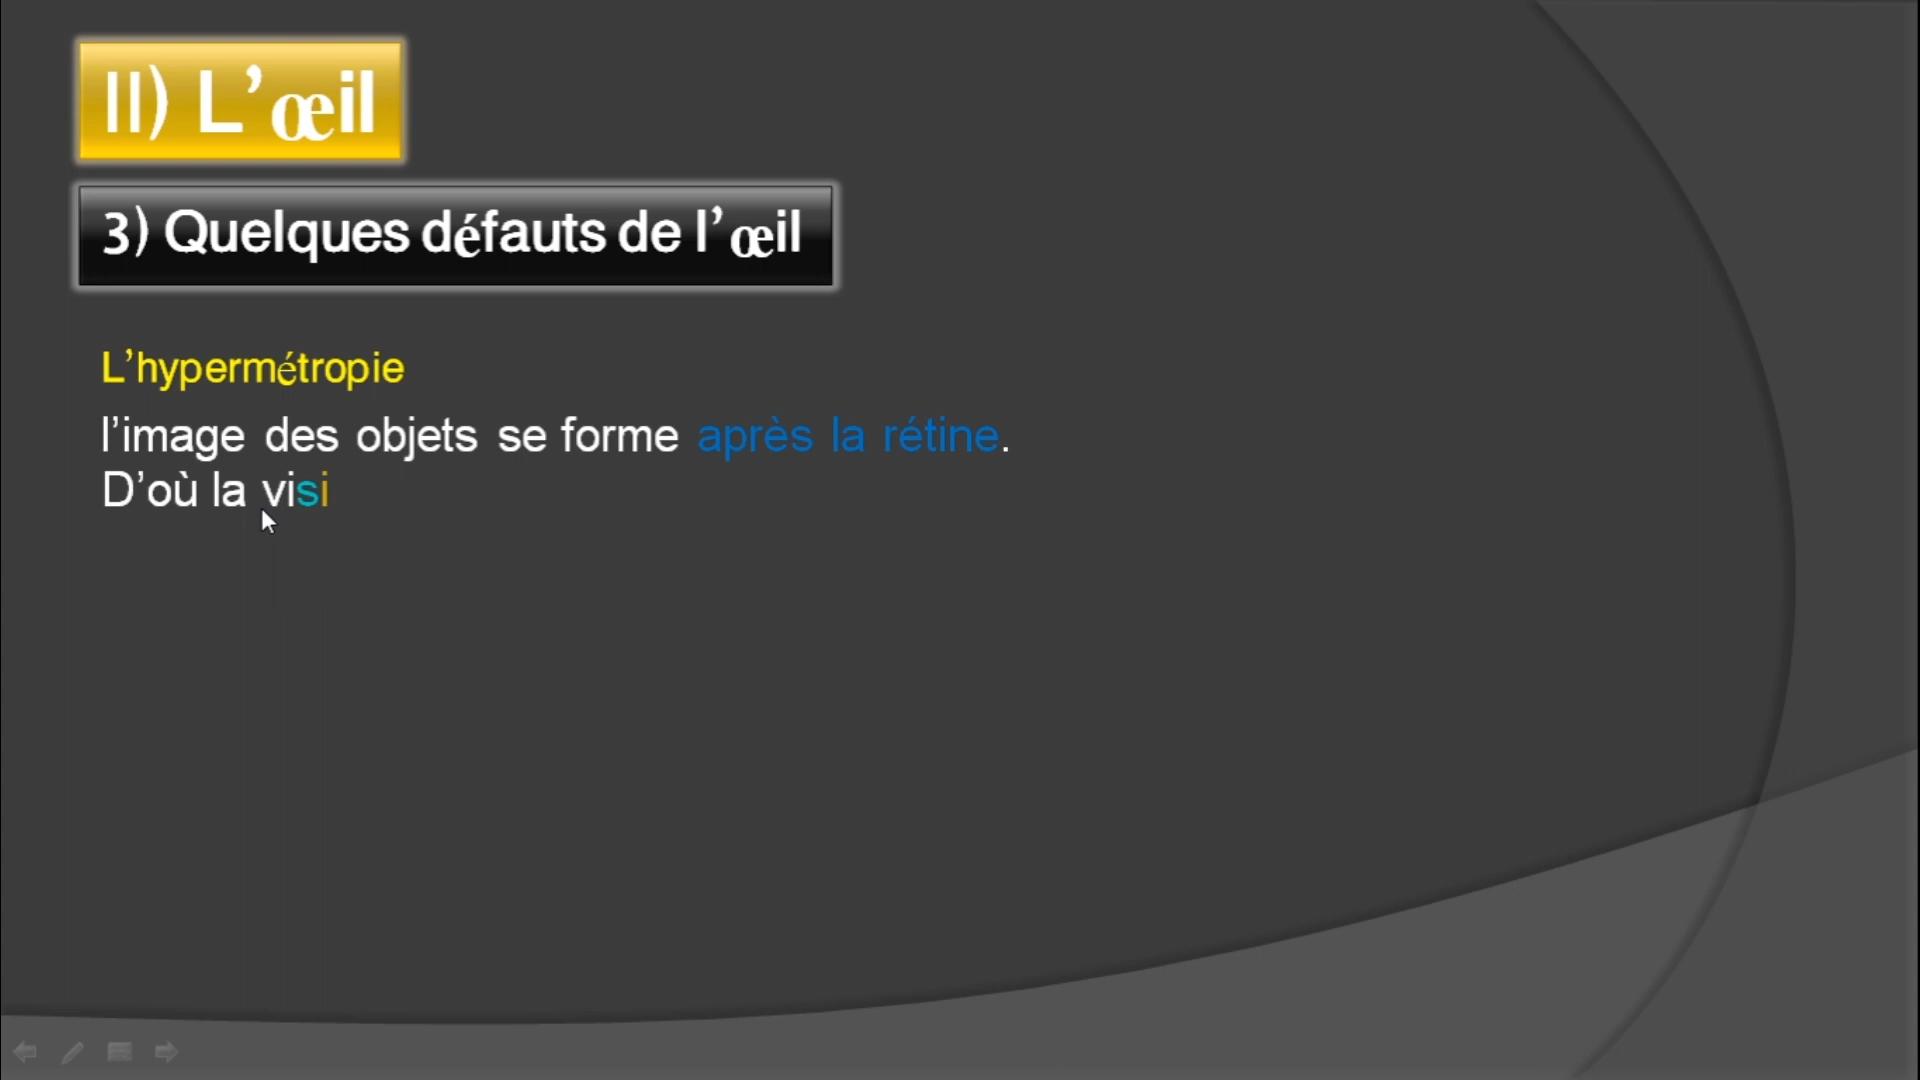 II) L’œil
3) Quelques défauts de l’œil
L’hypermétropie
l’image des objets se forme après la rétine.
D’où la visi